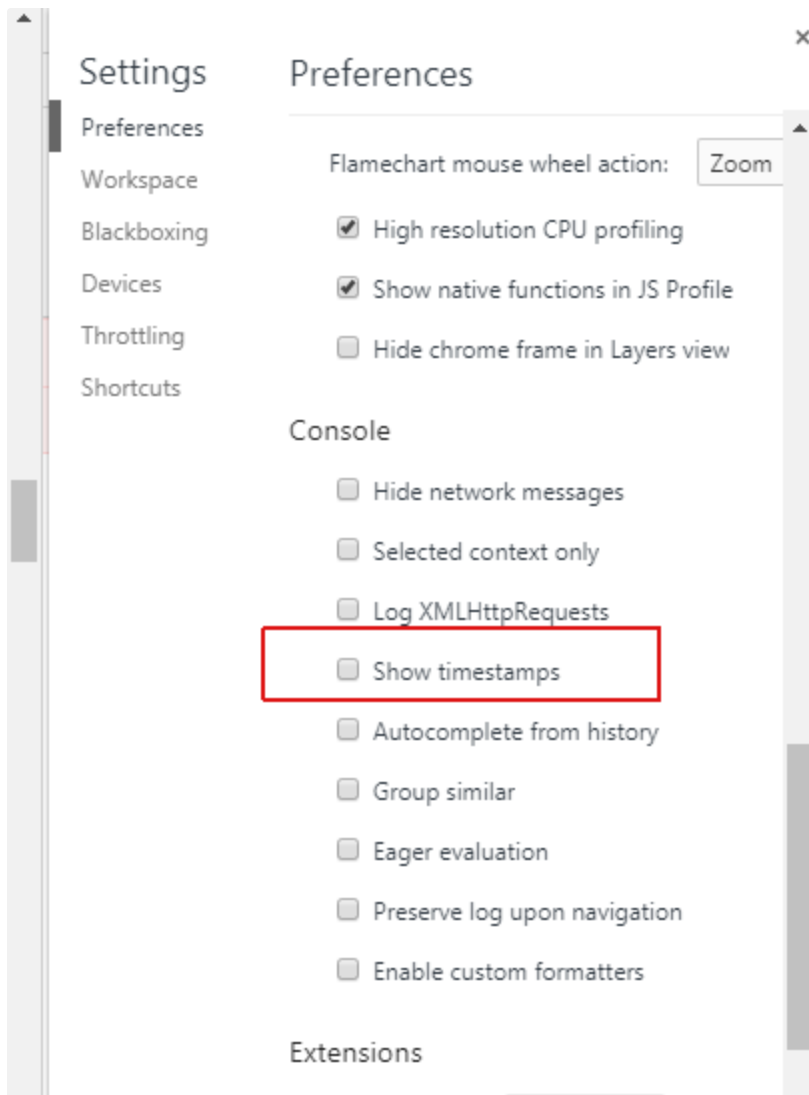 Settings
Preferences
Workspace
Blackboxing
Devices
Throttling
Shortcuts
Preferences
Flamechart mouse wheel action: Zoom
High resolution CPU profiling
Show native functions in JS Profile
Hide chrome frame in Layers view
Console
Hide network messages
Selected context only
Log XMLHttpRequests
Show timestamps
Autocomplete from history
Group similar
Eager evaluation
Preserve log upon navigation
Enable custom formatters
Extensions